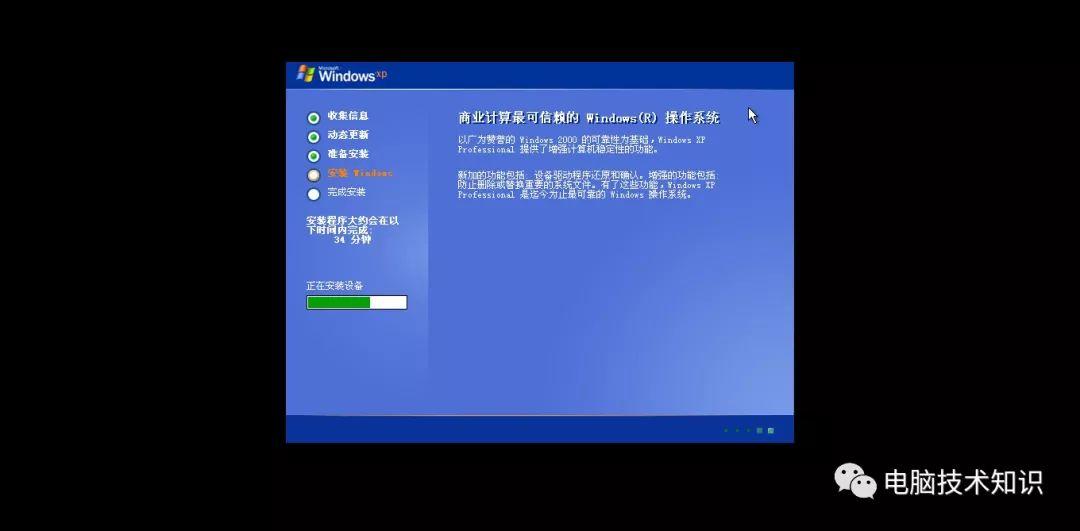 Microsoft
Windows xp
收集信息
动态更新
准备安装
安装 Windows
完成安装
安装程序大约会在以
下时间内完成:
34 分钟
正在安装设备
商业计算最可信赖的 Windows(R) 操作系统
以广为赞誉的 Windows 2000 的可靠性为基础,Windows XP
Professional 提供了增强计算机稳定性的功能。
新加的功能包括: 设备驱动程序还原和确认。增强的功能包括:
防止删除或替换重要的系统文件。有了这些功能,Windows XP
Professional 是迄今为止最可靠的 Windows 操作系统。
电脑技术知识